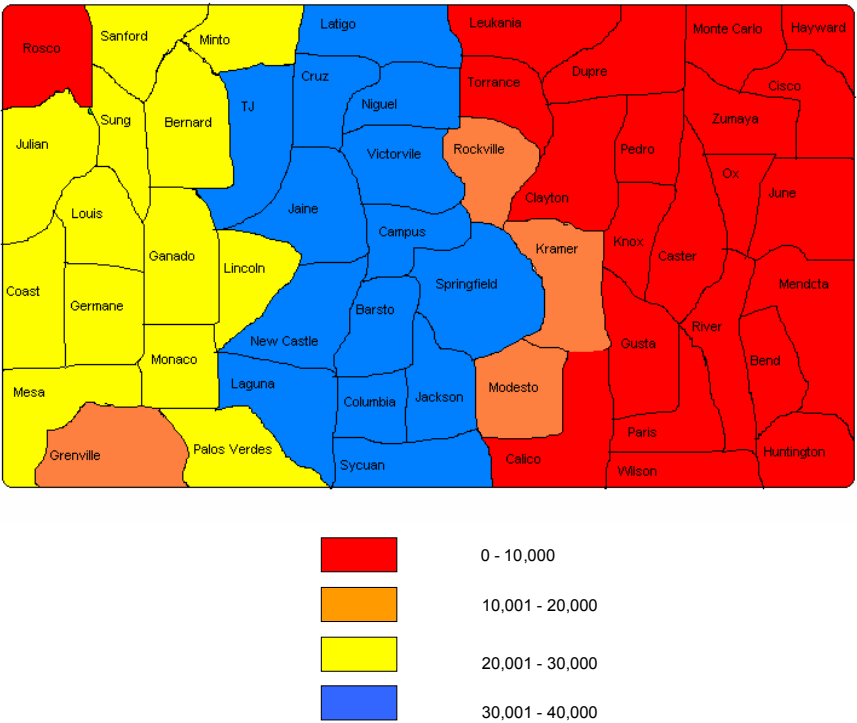 Rosco
Sanford
Minto
Latigo
Leukania
Monte Carlo
Hayward
Cruz
Torrance
Dupre
Cisco
TJ
Niguel
Julian
Sung
Bernard
Zumaya
Victorvile
Rockville
Pedro
Ox
June
Louis
Jaine
Clayton
Campus
Knox
Kramer
Ganado
Lincoln
Caster
Coast
Germane
Springfield
Mendcta
Barsto
New Castle
Gusta
River
Monaco
Bend
Mesa
Laguna
Columbia
Jackson
Modesto
Grenville
Palos Verdes
Sycuan
Calico
Paris
Huntington
Wilson
0 - 10,000
10,001 - 20,000
20,001 - 30,000
30,001 - 40,000